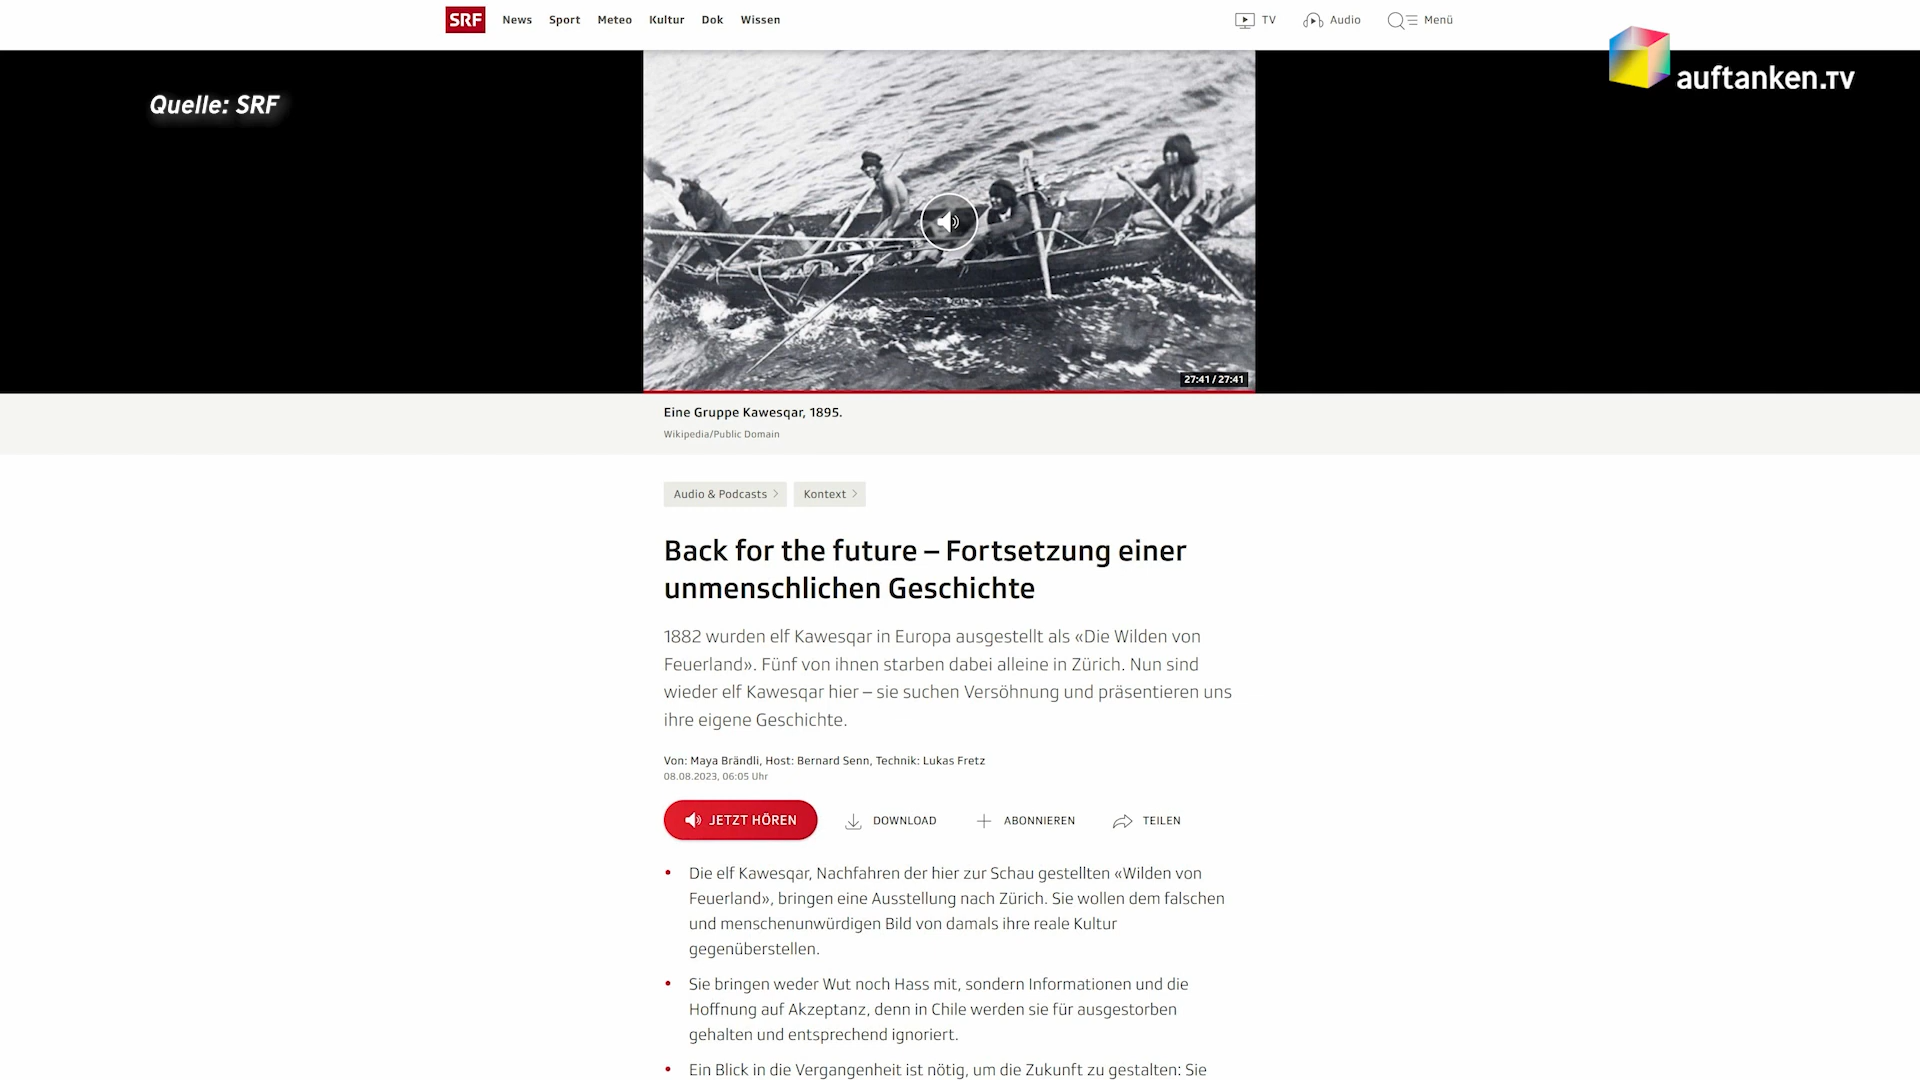 SRF News Sport Meteo Kultur Dok Wissen TV Audio Menü
auftanken.TV
Quelle: SRF
27:41 / 27:41
Eine Gruppe Kawesqar, 1895.
Wikipedia/Public Domain
Audio & Podcasts Kontext
Back for the future – Fortsetzung einer
unmenschlichen Geschichte
1882 wurden elf Kawesqar in Europa ausgestellt als «Die Wilden von
Feuerland». Fünf von ihnen starben dabei alleine in Zürich. Nun sind
wieder elf Kawesqar hier – sie suchen Versöhnung und präsentieren uns
ihre eigene Geschichte.
Von: Maya Brändli, Host: Bernard Senn, Technik: Lukas Fretz
08.08.2023, 06:05 Uhr
JETZT HÖREN DOWNLOAD ABONNIEREN TEILEN
• Die elf Kawesqar, Nachfahren der hier zur Schau gestellten «Wilden von
Feuerland», bringen eine Ausstellung nach Zürich. Sie wollen dem falschen
und menschenunwürdigen Bild von damals ihre reale Kultur
gegenüberstellen.
• Sie bringen weder Wut noch Hass mit, sondern Informationen und die
Hoffnung auf Akzeptanz, denn in Chile werden sie für ausgestorben
gehalten und entsprechend ignoriert.
• Ein Blick in die Vergangenheit ist nötig, um die Zukunft zu gestalten: Sie